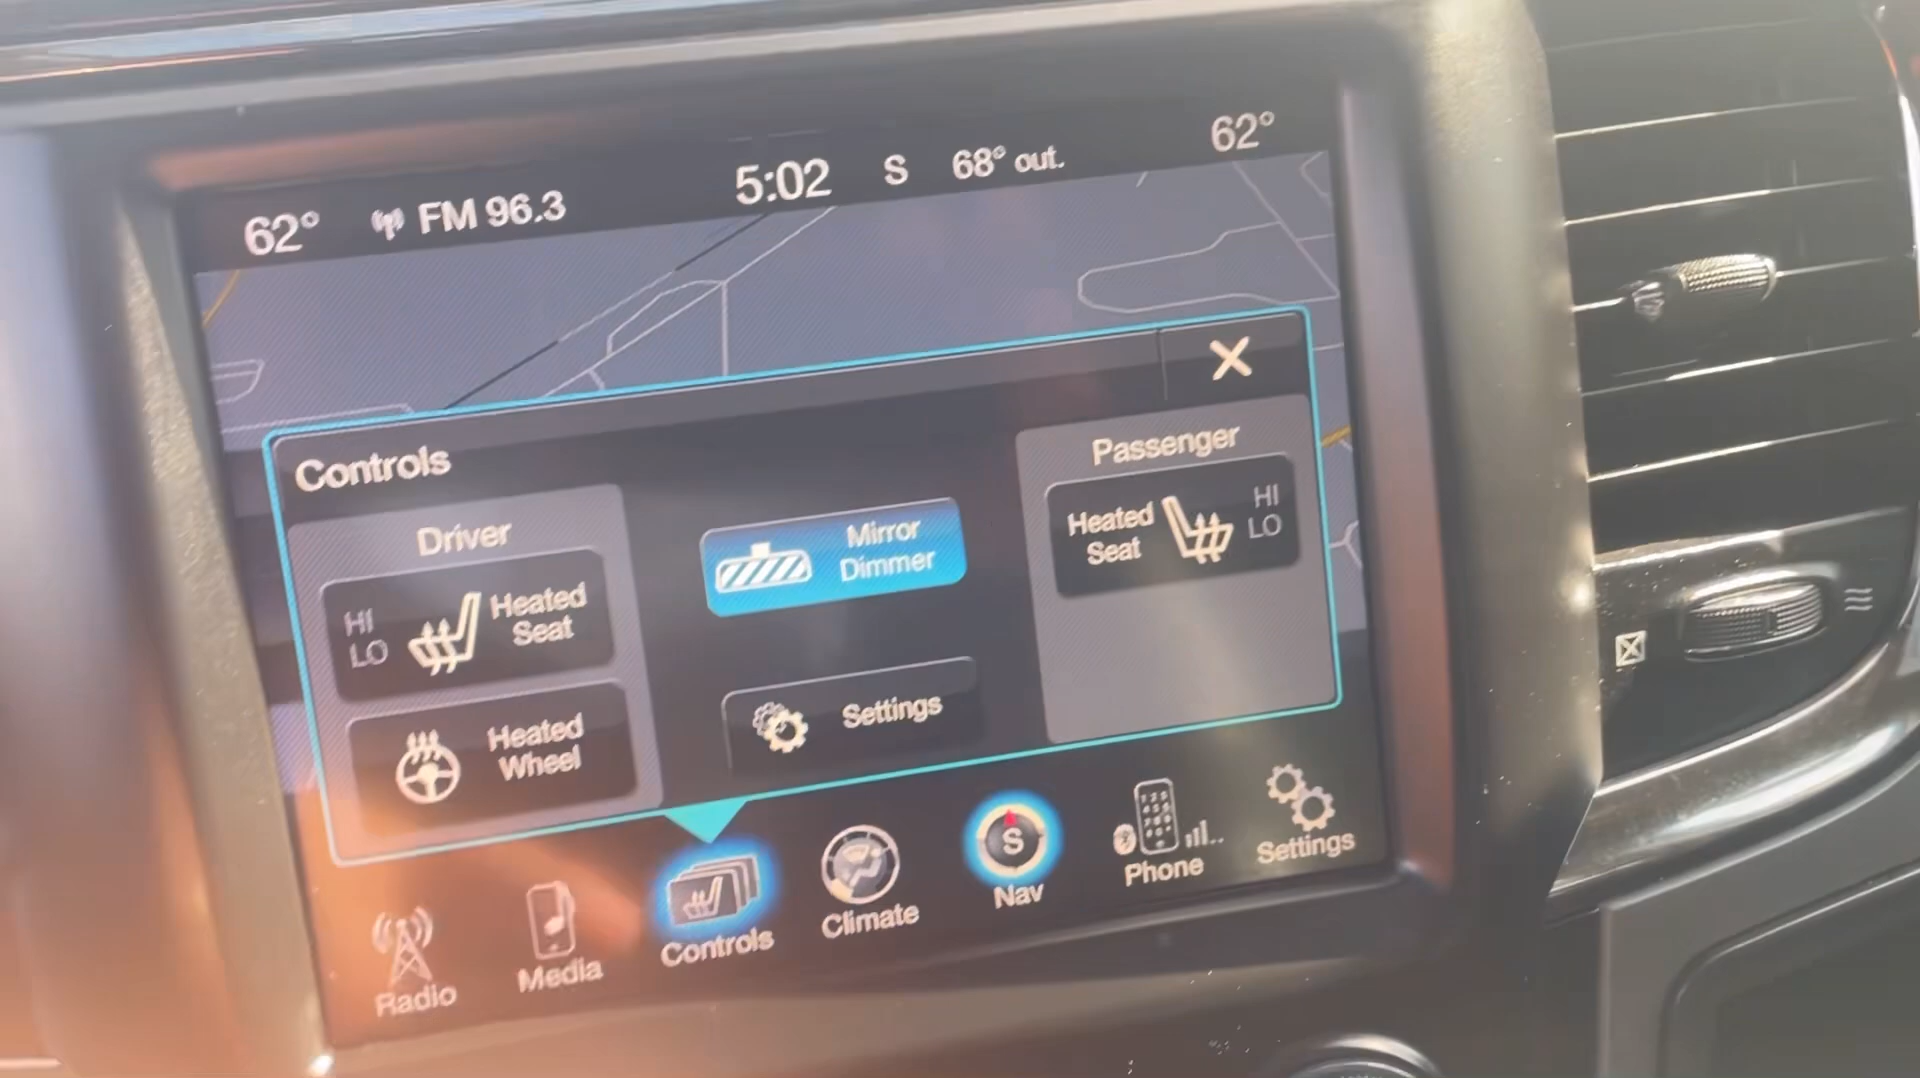 62° FM 96.3 5:02 S 68° out. 62°
Controls
Driver
HI
LO
Heated
Seat
Heated
Wheel
Mirror
Dimmer
Settings
Passenger
Heated
Seat
HI
LO
Radio
Media
Controls
Climate
S
Nav
Phone
Settings